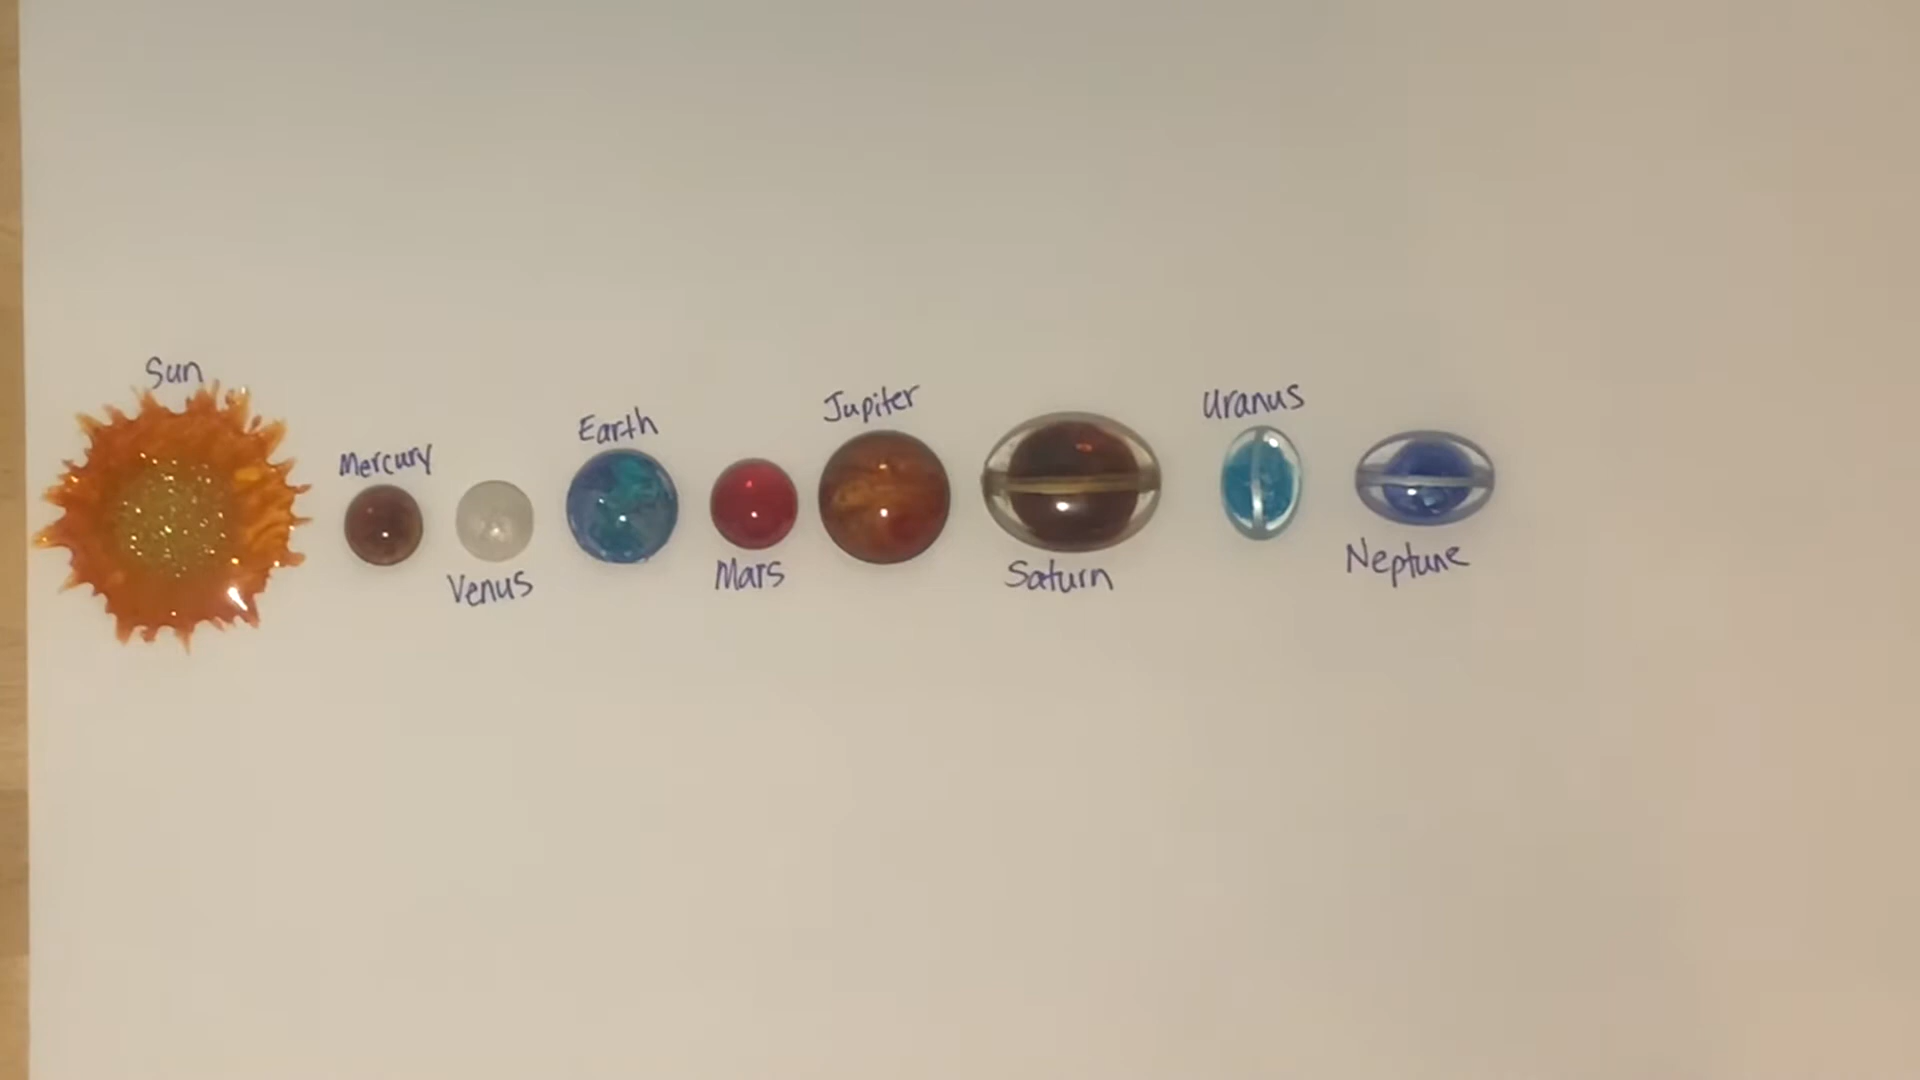 Sun
Mercury
Venus
Earth
Mars
Jupiter
Saturn
Uranus
Neptune